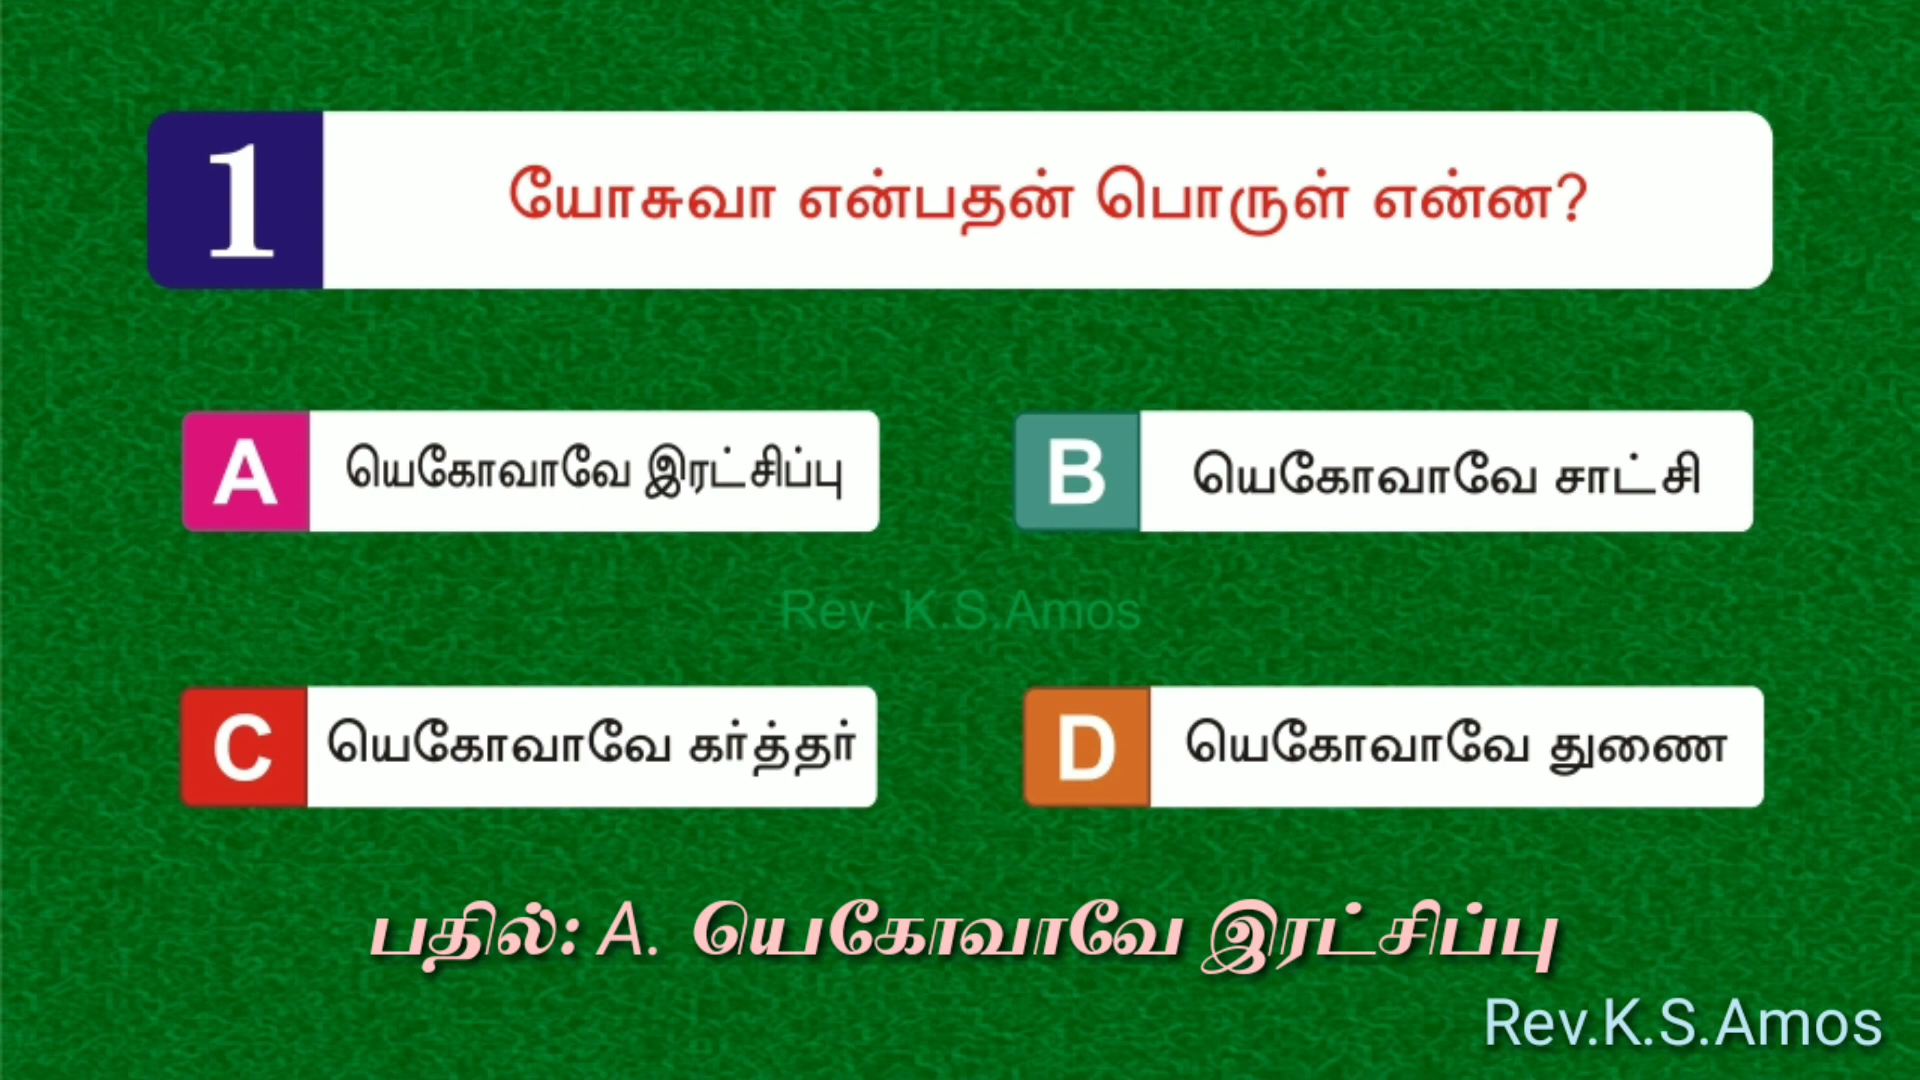 1
யோசுவா என்பதன் பொருள் என்ன?
A யெகோவாவே இரட்சிப்பு
B யெகோவாவே சாட்சி
Rev. K.S.Amos
C யெகோவாவே கர்த்தர்
D யெகோவாவே துணை
பதில்: A. யெகோவாவே இரட்சிப்பு
Rev.K.S.Amos